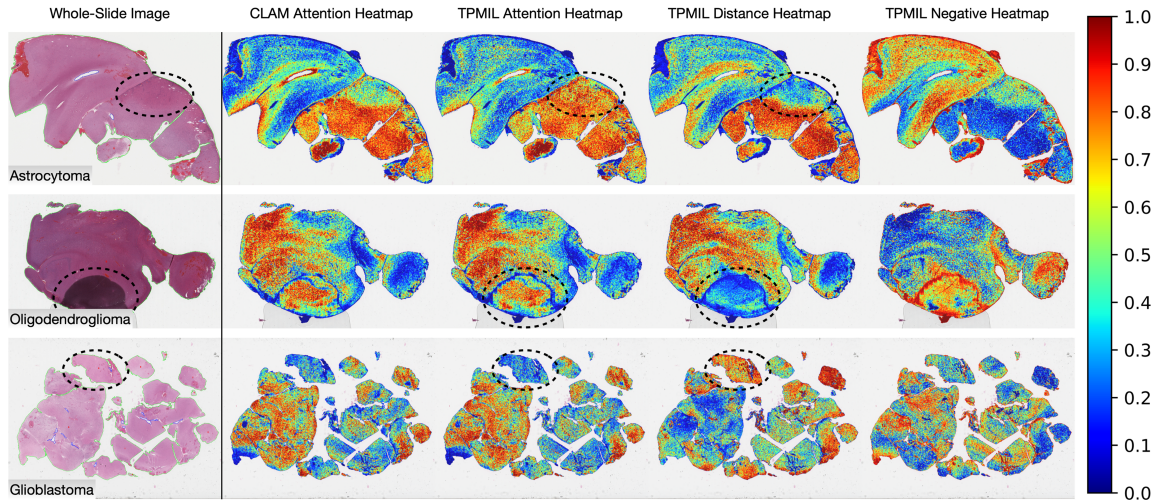 Whole-Slide Image
CLAM Attention Heatmap
TPMIL Attention Heatmap
TPMIL Distance Heatmap
TPMIL Negative Heatmap
Astrocytoma
Oligodendroglioma
Glioblastoma
1.0
0.9
0.8
0.7
0.6
0.5
0.4
0.3
0.2
0.1
0.0